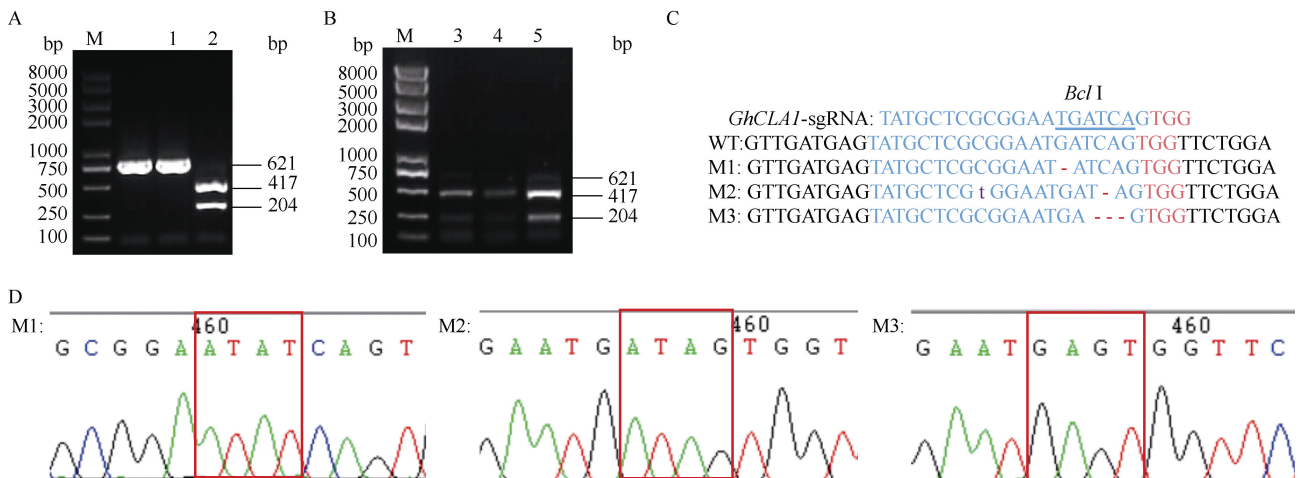 A
bp M 1 2 bp
8000
5000
3000
2000
1000
750
500
250
100
621
417
204
B
bp M 3 4 5 bp
8000
5000
3000
2000
1000
750
500
250
100
621
417
204
C
Bcl I
GhCLA1-sgRNA: TATGCTCGCGGAATGATCAGTGG
WT:GTTGATGAGTATGCTCGCGGAATGATCAGTGGTTCTGGA
M1: GTTGATGAGTATGCTCGCGGAAT - ATCAGTGGTTCTGGA
M2: GTTGATGAGTATGCTCG t GGAATGAT - AGTGGTTCTGGA
M3: GTTGATGAGTATGCTCGCGGAATGA - - - GTGGTTCTGGA
D
M1:
460
G C G G A A T A T C A G T
M2:
460
G A A T G A T A G T G G T
M3:
460
G A A T G A G T G G T T C